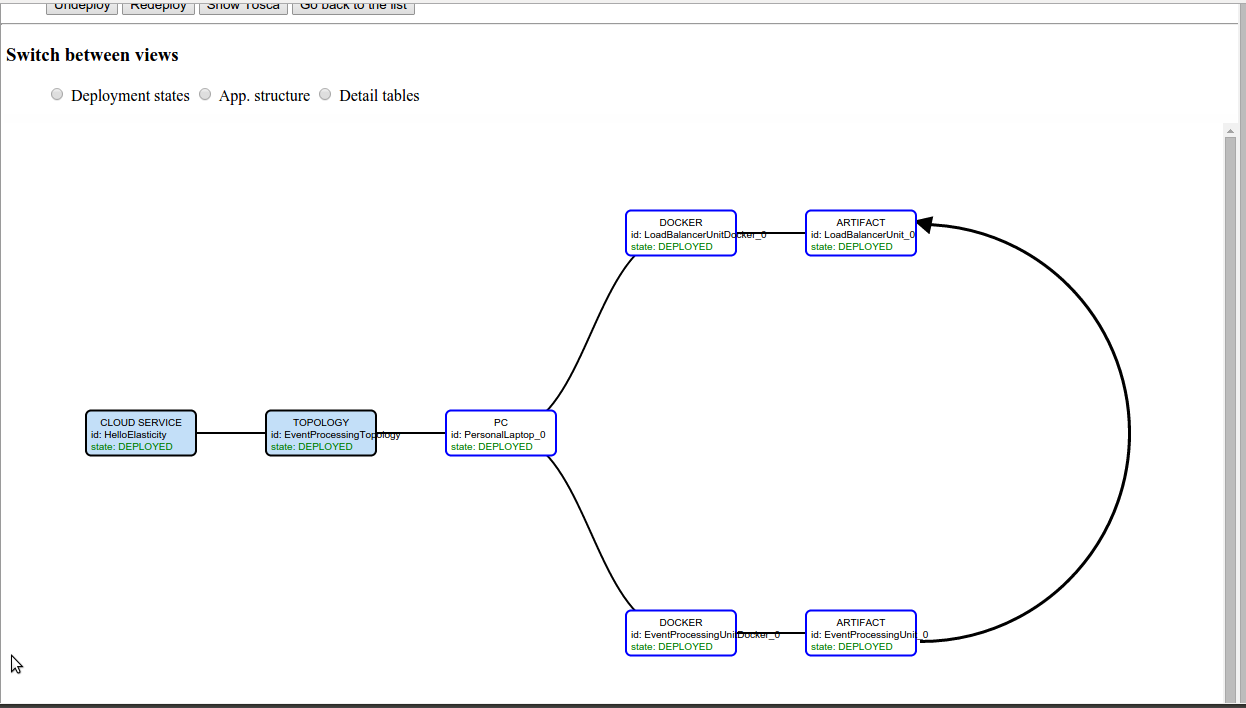 Undeploy Redeploy Show Tosca Go back to the list
Switch between views
Deployment states App. structure Detail tables
DOCKER
id: LoadBalancerUnitDocker_0
state: DEPLOYED
ARTIFACT
id: LoadBalancerUnit_0
state: DEPLOYED
CLOUD SERVICE
id: HelloElasticity
state: DEPLOYED
TOPOLOGY
id: EventProcessingTopology
state: DEPLOYED
PC
id: PersonalLaptop_0
state: DEPLOYED
DOCKER
id: EventProcessingUnitDocker_0
state: DEPLOYED
ARTIFACT
id: EventProcessingUnit_0
state: DEPLOYED